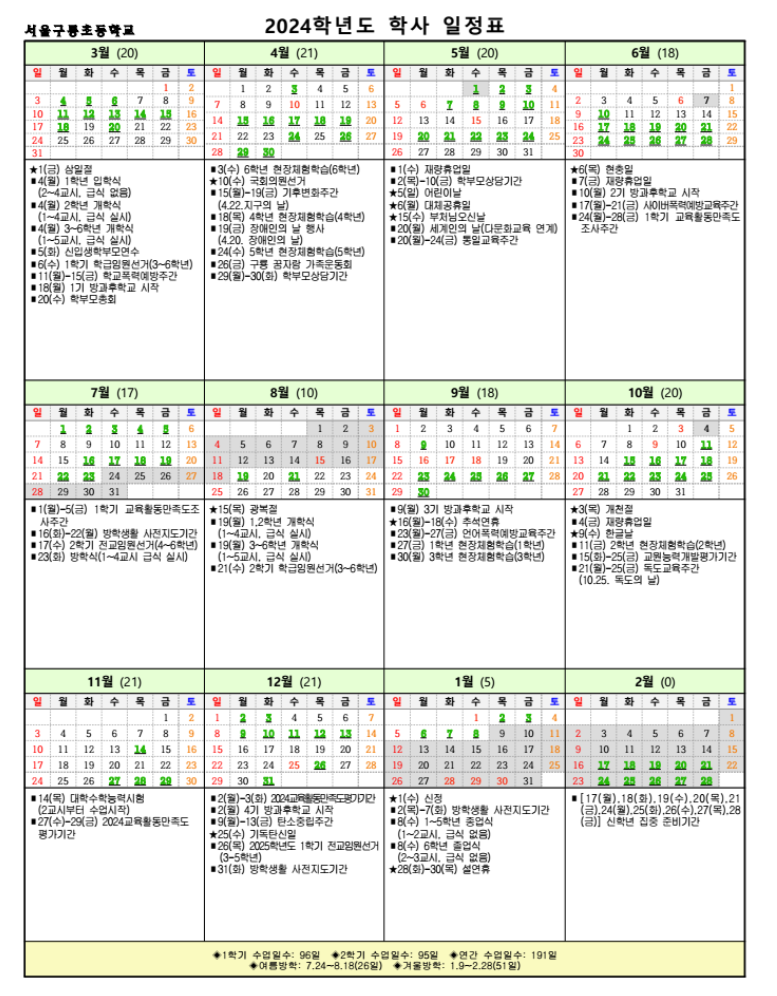 서울구룡초등학교
2024학년도 학사 일정표
3월 (20)
4월 (21)
5월 (20)
6월 (18)
일 월 화 수 목 금 토 일 월 화 수 목 금 토 일 월 화 수 목 금 토 일 월 화 수 목 금 토
1 2 1 2 3 4 5 6 1 2 3 4 1
3 4 5 6 7 8 9 7 8 9 10 11 12 13 5 6 7 8 9 10 11 2 3 4 5 6 7 8
10 11 12 13 14 15 16 14 15 16 17 18 19 20 12 13 14 15 16 17 18 9 10 11 12 13 14 15
17 18 19 20 21 22 23 21 22 23 24 25 26 27 19 20 21 22 23 24 25 16 17 18 19 20 21 22
24 25 26 27 28 29 30 28 29 30 26 27 28 29 30 31 23 24 25 26 27 28 29
31 30
★1(금) 삼일절
■4(월) 1학년 입학식
(2~4교시, 급식 없음)
■4(월) 2학년 개학식
(1~4교시, 급식 실시)
■4(월) 3~6학년 개학식
(1~5교시, 급식 실시)
■5(화) 신입생학부모연수
■6(수) 1학기 학급임원선거(3~6학년)
■11(월)-15(금) 학교폭력예방주간
■18(월) 1기 방과후학교 시작
■20(수) 학부모총회
■3(수) 6학년 현장체험학습(6학년)
★10(수) 국회의원선거
■15(월)-19(금) 기후변화주간
(4.22.지구의 날)
■18(목) 4학년 현장체험학습(4학년)
■19(금) 장애인의 날 행사
(4.20. 장애인의 날)
■24(수) 5학년 현장체험학습(5학년)
■26(금) 구룡 꿈자람 가족운동회
■29(월)-30(화) 학부모상담기간
■1(수) 재량휴업일
■2(목)-10(금) 학부모상담기간
★5(일) 어린이날
★6(월) 대체공휴일
★15(수) 부처님오신날
■20(월) 세계인의 날(다문화교육 연계)
■20(월)-24(금) 통일교육주간
★6(목) 현충일
■7(금) 재량휴업일
■10(월) 2기 방과후학교 시작
■17(월)-21(금) 사이버폭력예방교육주간
■24(월)-28(금) 1학기 교육활동만족도
조사주간
7월 (17)
8월 (10)
9월 (18)
10월 (20)
일 월 화 수 목 금 토 일 월 화 수 목 금 토 일 월 화 수 목 금 토 일 월 화 수 목 금 토
1 2 3 4 5 6 1 2 3 1 2 3 4 5 6 7 1 2 3 4 5
7 8 9 10 11 12 13 4 5 6 7 8 9 10 8 9 10 11 12 13 14 6 7 8 9 10 11 12
14 15 16 17 18 19 20 11 12 13 14 15 16 17 15 16 17 18 19 20 21 13 14 15 16 17 18 19
21 22 23 24 25 26 27 18 19 20 21 22 23 24 22 23 24 25 26 27 28 20 21 22 23 24 25 26
28 29 30 31 25 26 27 28 29 30 31 29 30 27 28 29 30 31
■1(월)-5(금) 1학기 교육활동만족도조
사주간
■16(화)-22(월) 방학생활 사전지도기간
■17(수) 2학기 전교임원선거(4~6학년)
■23(화) 방학식(1~4교시 급식 실시)
★15(목) 광복절
■19(월) 1,2학년 개학식
(1~4교시, 급식 실시)
■19(월) 3~6학년 개학식
(1~5교시, 급식 실시)
■21(수) 2학기 학급임원선거(3~6학년)
■9(월) 3기 방과후학교 시작
★16(월)-18(수) 추석연휴
■23(월)-27(금) 언어폭력예방교육주간
■27(금) 1학년 현장체험학습(1학년)
■30(월) 3학년 현장체험학습(3학년)
★3(목) 개천절
■4(금) 재량휴업일
★9(수) 한글날
■11(금) 2학년 현장체험학습(2학년)
■15(화)-25(금) 교원능력개발평가기간
■21(월)-25(금) 독도교육주간
(10.25. 독도의 날)
11월 (21)
12월 (21)
1월 (5)
2월 (0)
일 월 화 수 목 금 토 일 월 화 수 목 금 토 일 월 화 수 목 금 토 일 월 화 수 목 금 토
1 2 1 2 3 4 5 6 7 1 2 3 4 1
3 4 5 6 7 8 9 8 9 10 11 12 13 14 5 6 7 8 9 10 11 2 3 4 5 6 7 8
10 11 12 13 14 15 16 15 16 17 18 19 20 21 12 13 14 15 16 17 18 9 10 11 12 13 14 15
17 18 19 20 21 22 23 22 23 24 25 26 27 28 19 20 21 22 23 24 25 16 17 18 19 20 21 22
24 25 26 27 28 29 30 29 30 31 26 27 28 29 30 31 23 24 25 26 27 28
■14(목) 대학수학능력시험
(2교시부터 수업시작)
■27(수)-29(금) 2024교육활동만족도
평가기간
■2(월)-3(화) 2024교육활동만족도평가기간
■2(월) 4기 방과후학교 시작
■9(월)-13(금) 탄소중립주간
★25(수) 기독탄신일
■26(목) 2025학년도 1학기 전교임원선거
(3-5학년)
■31(화) 방학생활 사전지도기간
★1(수) 신정
■2(목)-7(화) 방학생활 사전지도기간
■8(수) 1~5학년 종업식
(1~2교시, 급식 없음)
■8(수) 6학년 졸업식
(2~3교시, 급식 없음)
★28(화)-30(목) 설연휴
■[17(월),18(화),19(수),20(목),21
(금),24(월),25(화),26(수),27(목),28
(금)] 신학년 집중 준비기간
◈1학기 수업일수: 96일 ◈2학기 수업일수: 95일 ◈연간 수업일수: 191일
◈여름방학: 7.24~8.18(26일) ◈겨울방학: 1.9~2.28(51일)